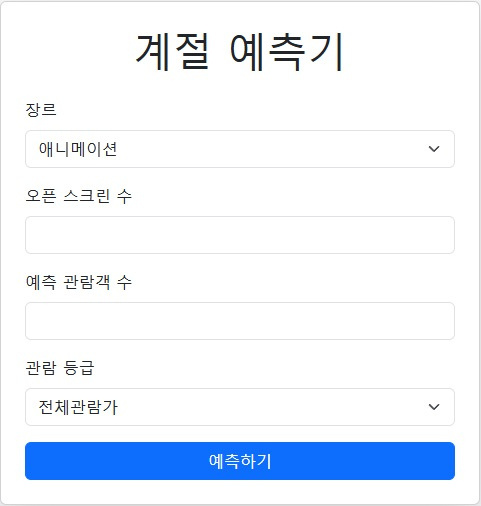 계절 예측기
장르
애니메이션
오픈 스크린 수
예측 관람객 수
관람 등급
전체관람가
예측하기